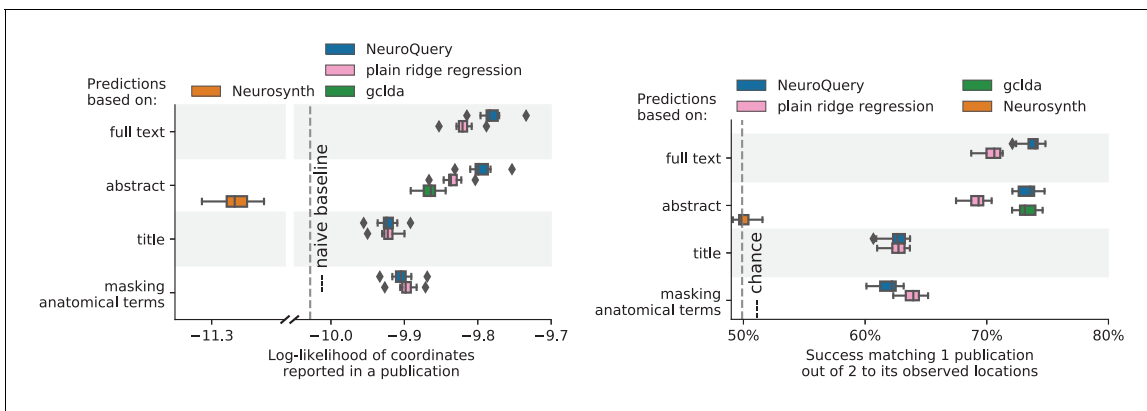 NeuroQuery
plain ridge regression
Predictions
based on:
Neurosynth
gclda
full text
abstract
title
masking
anatomical terms
naive baseline
−11.3
−10.0
−9.9
−9.8
−9.7
Log-likelihood of coordinates
reported in a publication
NeuroQuery
gclda
Predictions
based on:
plain ridge regression
Neurosynth
full text
abstract
title
masking
anatomical terms
chance
50%
60%
70%
80%
Success matching 1 publication
out of 2 to its observed locations